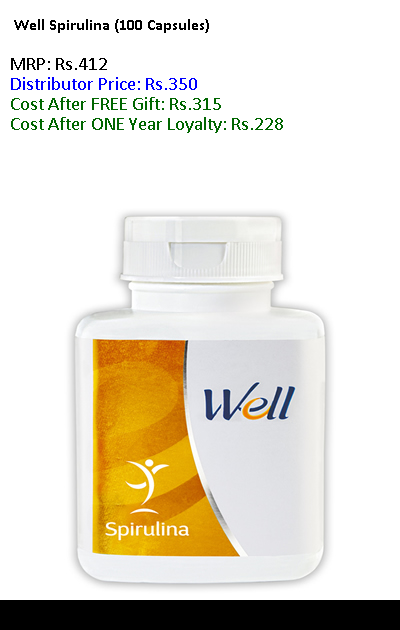 Well Spirulina (100 Capsules)
MRP: Rs.412
Distributor Price: Rs.350
Cost After FREE Gift: Rs.315
Cost After ONE Year Loyalty: Rs.228
Well
Spirulina